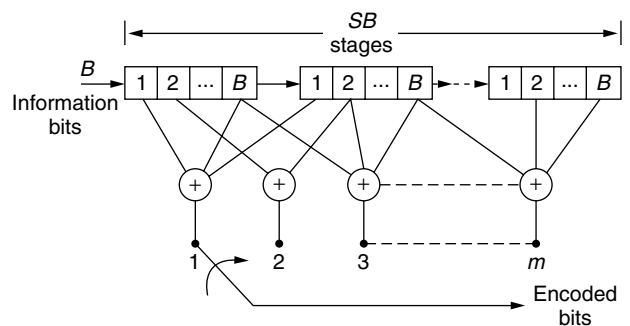 SB
stages
B
Information
bits
1 2 ... B
1 2 ... B
1 2 ... B
+ + + +
1 2 3 m
Encoded
bits